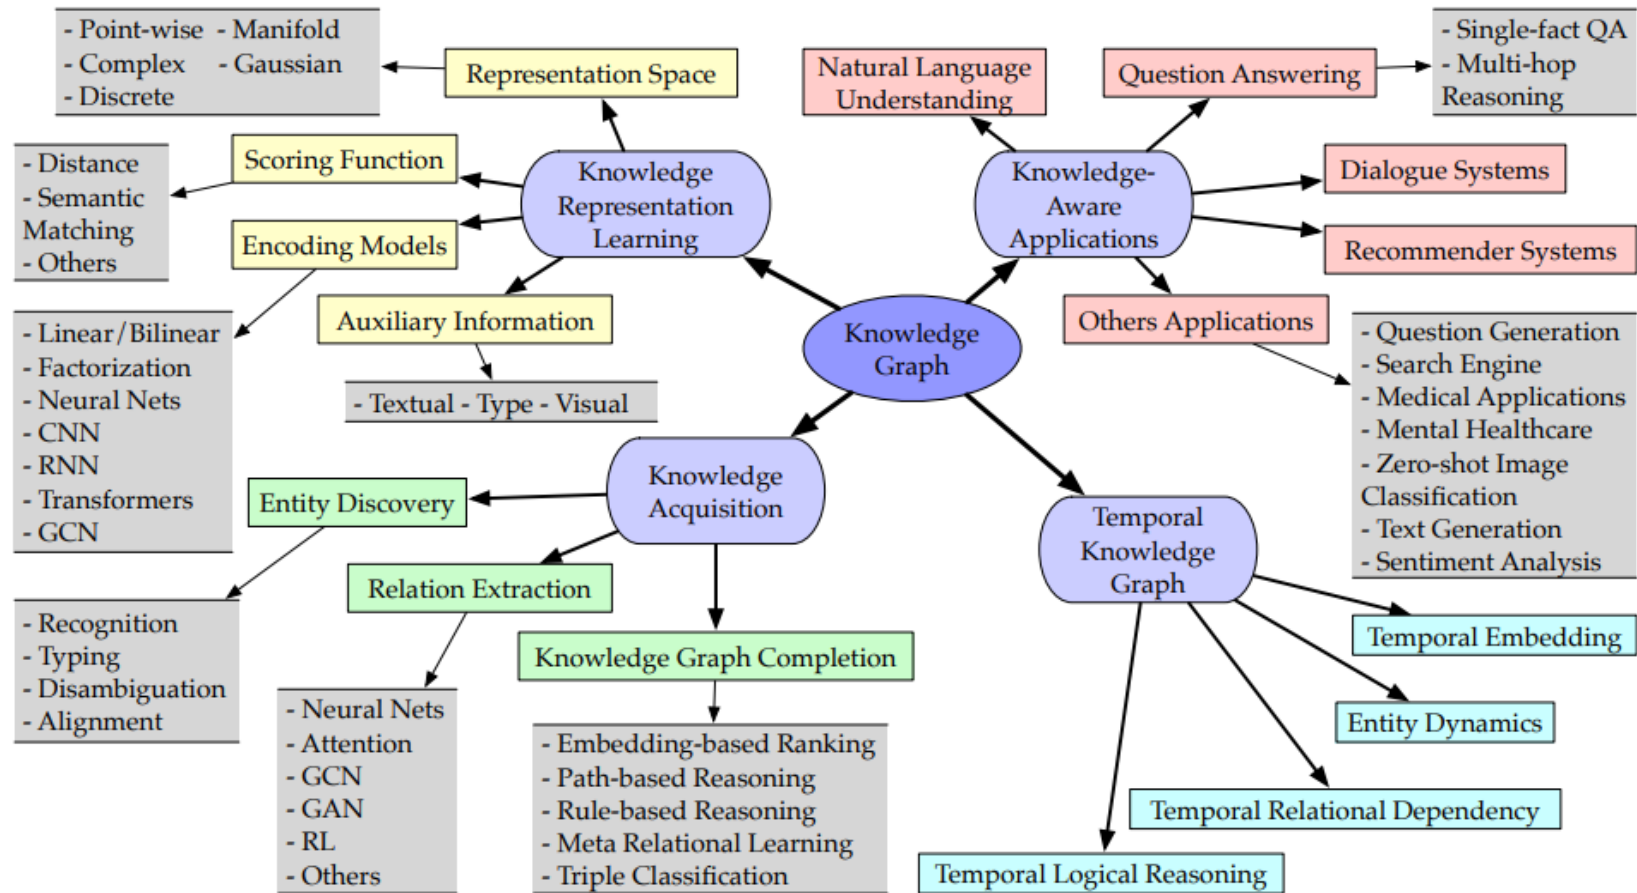 - Point-wise - Manifold
- Complex - Gaussian
- Discrete
Representation Space
Natural Language
Understanding
Question Answering
- Single-fact QA
- Multi-hop
Reasoning
- Distance
- Semantic
Matching
- Others
Scoring Function
Encoding Models
Knowledge
Representation
Learning
Knowledge-
Aware
Applications
Dialogue Systems
Recommender Systems
Auxiliary Information
Knowledge
Graph
Others Applications
- Linear/Bilinear
- Factorization
- Neural Nets
- CNN
- RNN
- Transformers
- GCN
- Textual - Type - Visual
- Question Generation
- Search Engine
- Medical Applications
- Mental Healthcare
- Zero-shot Image
Classification
- Text Generation
- Sentiment Analysis
Entity Discovery
Knowledge
Acquisition
Temporal
Knowledge
Graph
Relation Extraction
- Recognition
- Typing
- Disambiguation
- Alignment
Knowledge Graph Completion
Temporal Embedding
- Neural Nets
- Attention
- GCN
- GAN
- RL
- Others
- Embedding-based Ranking
- Path-based Reasoning
- Rule-based Reasoning
- Meta Relational Learning
- Triple Classification
Entity Dynamics
Temporal Relational Dependency
Temporal Logical Reasoning